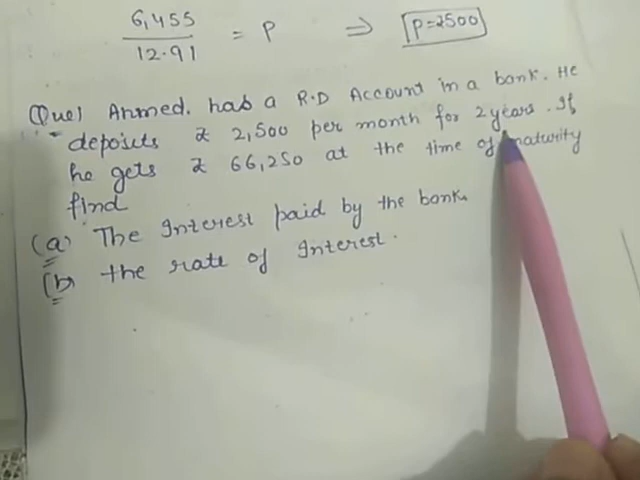 6,455
12.91
= P ⇒ P=2500
Que1 Ahmed. has a R.D Account in a bank. He
deposits ₹ 2,500 per month for 2 years. If
he gets ₹ 66,250 at the time of maturity
find
(a) The Interest paid by the bank.
(b) the rate of Interest.